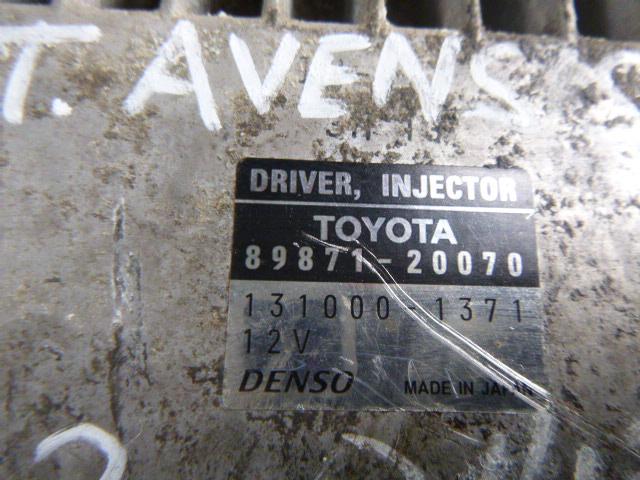 T. AVENS
DRIVER, INJECTOR
TOYOTA
89871-20070
131000-1371
12V
DENSO MADE IN JAPAN